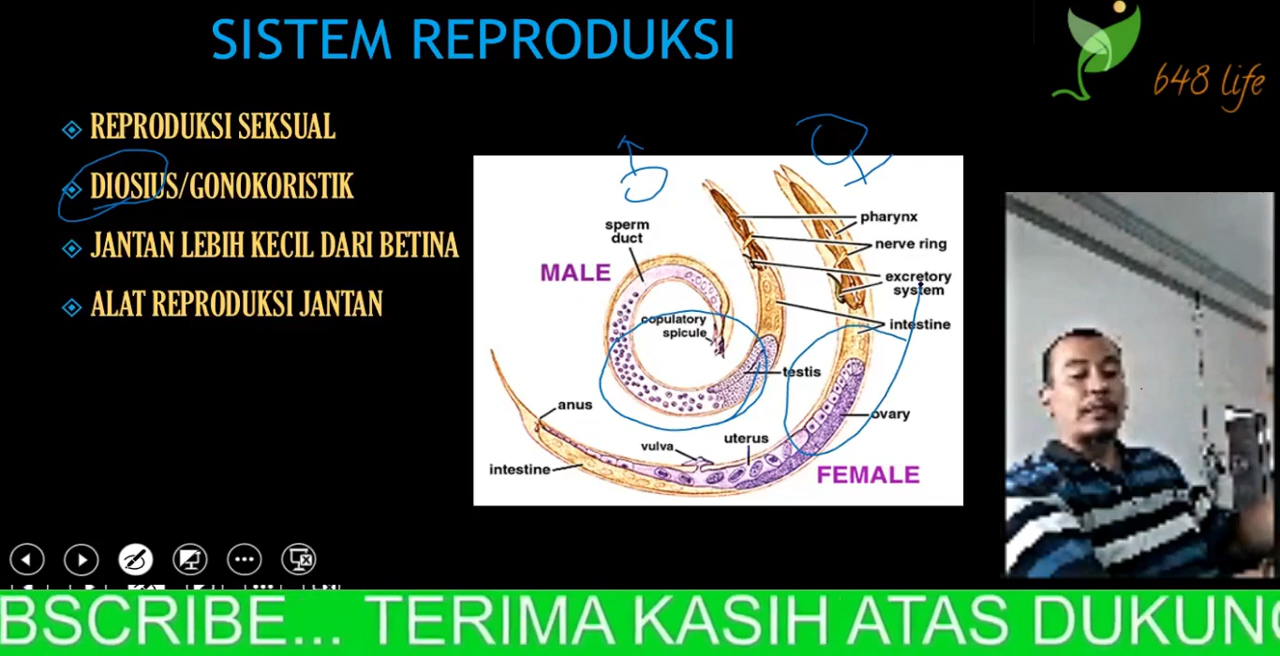 SISTEM REPRODUKSI
648 life
REPRODUKSI SEKSUAL
DIOSIUS/GONOKORISTIK
JANTAN LEBIH KECIL DARI BETINA
ALAT REPRODUKSI JANTAN
sperm
duct
MALE
copulatory
spicule
pharynx
nerve ring
excretory
system
intestine
testis
ovary
anus
vulva
uterus
intestine
FEMALE
BSCRIBE... TERIMA KASIH ATAS DUKUNG